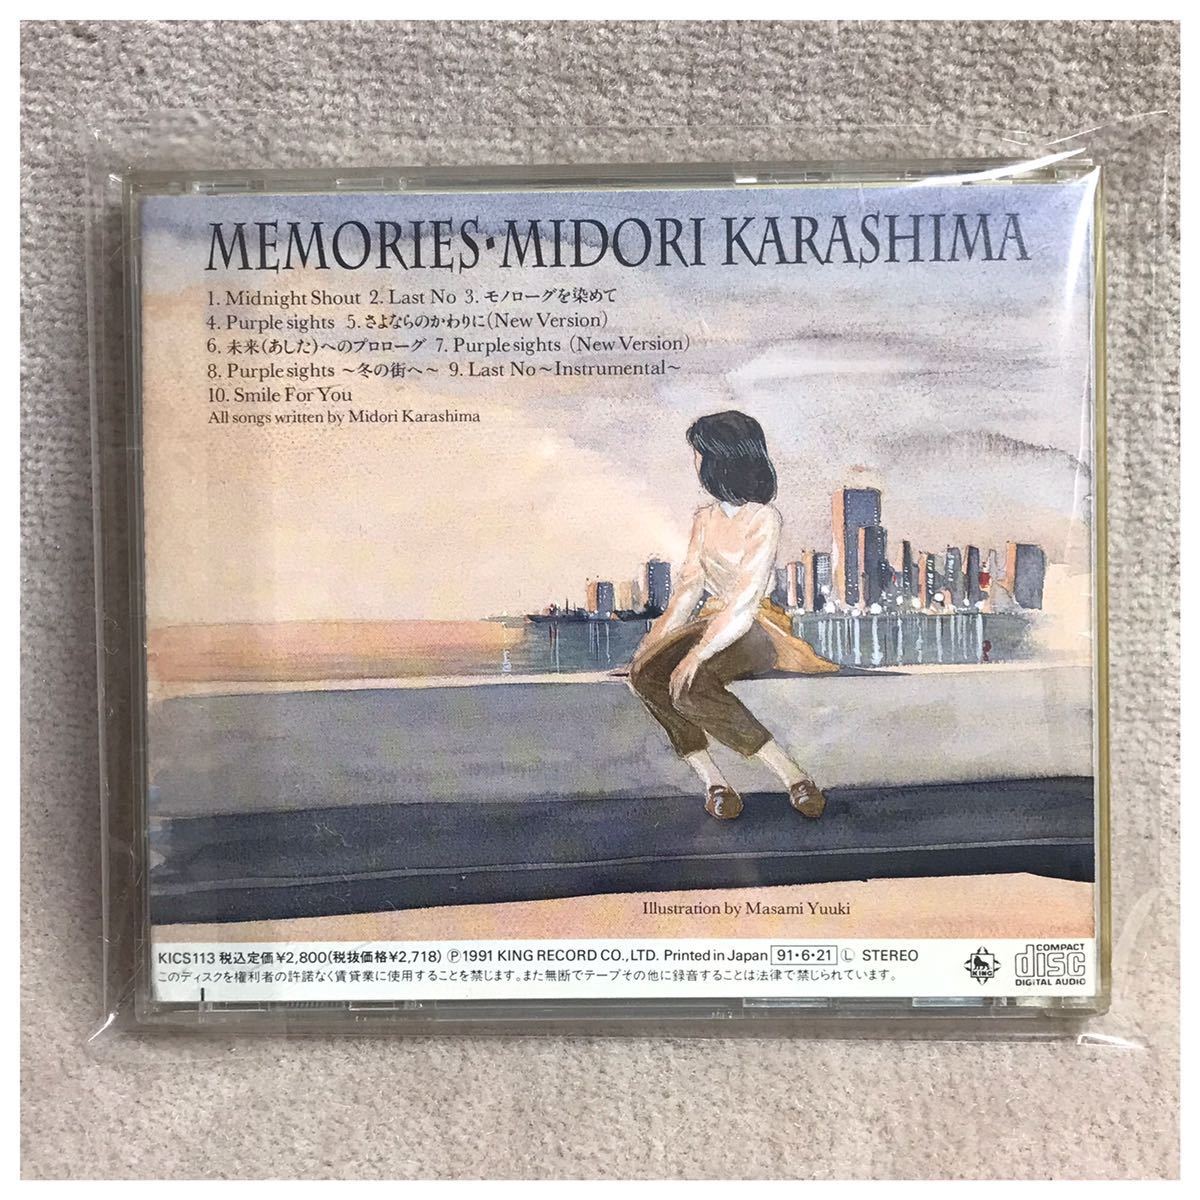 MEMORIES・MIDORI KARASHIMA
1. Midnight Shout 2. Last No 3. モノローグを染めて
4. Purple sights 5. さよならのかわりに(New Version)
6. 未来(あした)へのプロローグ 7. Purple sights (New Version)
8. Purple sights 〜冬の街へ〜 9. Last No〜Instrumental〜
10. Smile For You
All songs written by Midori Karashima
Illustration by Masami Yuuki
KICS113 税込定価¥2,800(税抜価格¥2,718) Ⓟ1991 KING RECORD CO.,LTD. Printed in Japan 91・6・21 Ⓛ STEREO
このディスクを権利者の許諾なく賃貸業に使用することを禁じます。また無断でテープその他に録音することは法律で禁じられています。
KING
COMPACT
disc
DIGITAL AUDIO